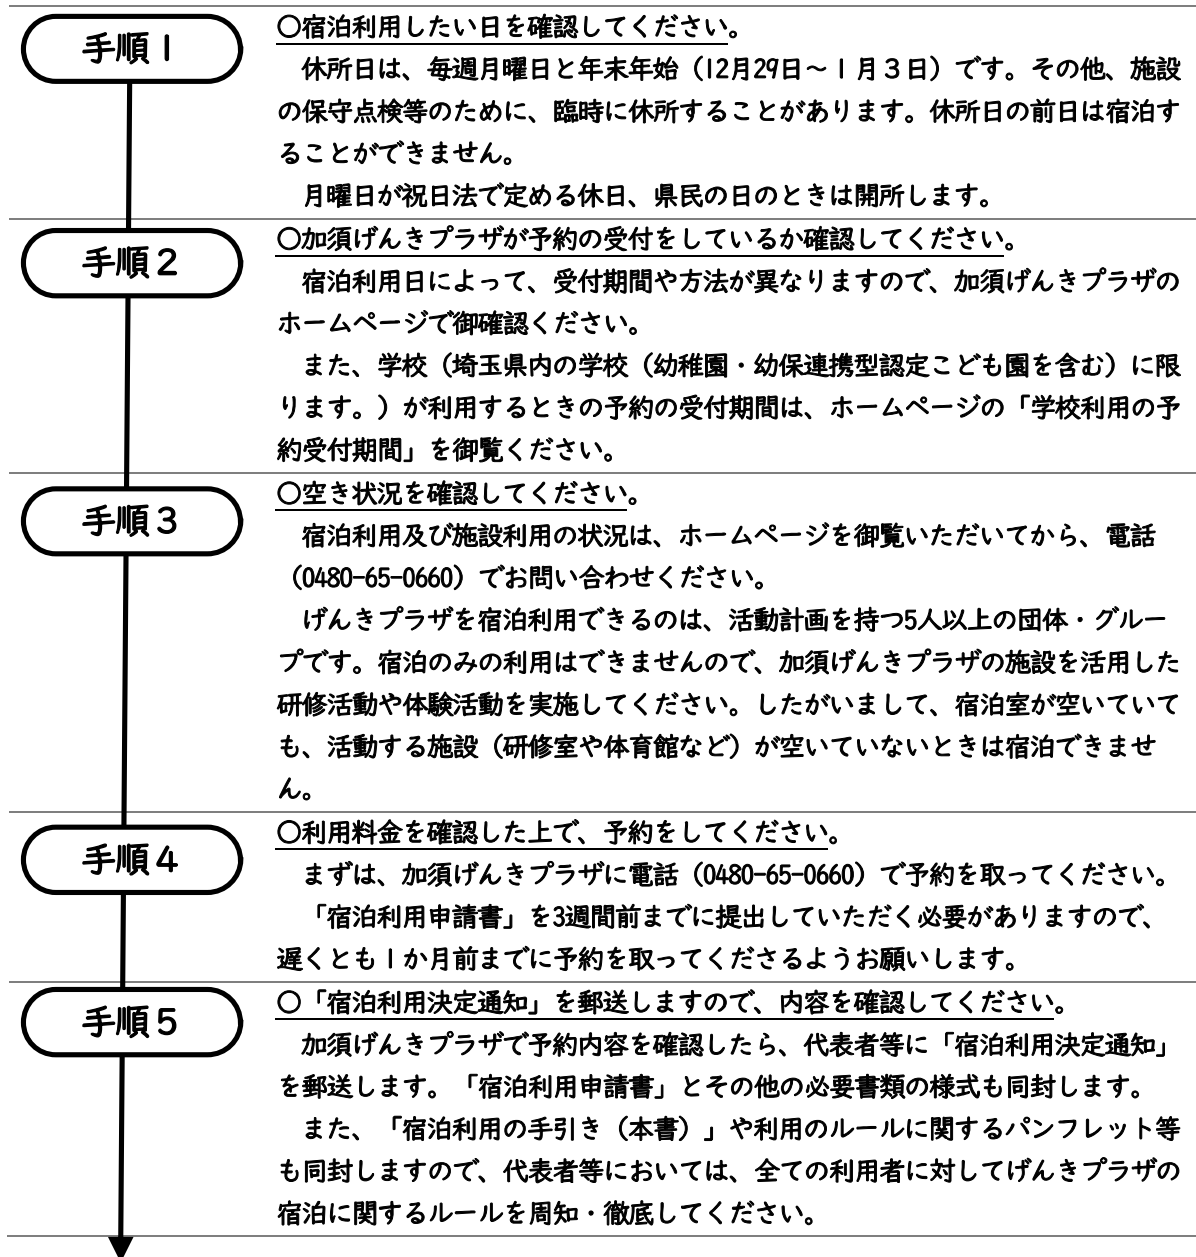 手順１
○宿泊利用したい日を確認してください。
休所日は、毎週月曜日と年末年始（12月29日～１月３日）です。その他、施設
の保守点検等のために、臨時に休所することがあります。休所日の前日は宿泊す
ることができません。
月曜日が祝日法で定める休日、県民の日のときは開所します。
手順２
○加須げんきプラザが予約の受付をしているか確認してください。
宿泊利用日によって、受付期間や方法が異なりますので、加須げんきプラザの
ホームページで御確認ください。
また、学校（埼玉県内の学校（幼稚園・幼保連携型認定こども園を含む）に限
ります。）が利用するときの予約の受付期間は、ホームページの「学校利用の予
約受付期間」を御覧ください。
手順３
○空き状況を確認してください。
宿泊利用及び施設利用の状況は、ホームページを御覧いただいてから、電話
（0480-65-0660）でお問い合わせください。
げんきプラザを宿泊利用できるのは、活動計画を持つ5人以上の団体・グルー
プです。宿泊のみの利用はできませんので、加須げんきプラザの施設を活用した
研修活動や体験活動を実施してください。したがいまして、宿泊室が空いていて
も、活動する施設（研修室や体育館など）が空いていないときは宿泊できませ
ん。
手順４
○利用料金を確認した上で、予約をしてください。
まずは、加須げんきプラザに電話（0480-65-0660）で予約を取ってください。
「宿泊利用申請書」を3週間前までに提出していただく必要がありますので、
遅くとも１か月前までに予約を取ってくださるようお願いします。
手順５
○「宿泊利用決定通知」を郵送しますので、内容を確認してください。
加須げんきプラザで予約内容を確認したら、代表者等に「宿泊利用決定通知」
を郵送します。「宿泊利用申請書」とその他の必要書類の様式も同封します。
また、「宿泊利用の手引き（本書）」や利用のルールに関するパンフレット等
も同封しますので、代表者等においては、全ての利用者に対してげんきプラザの
宿泊に関するルールを周知・徹底してください。